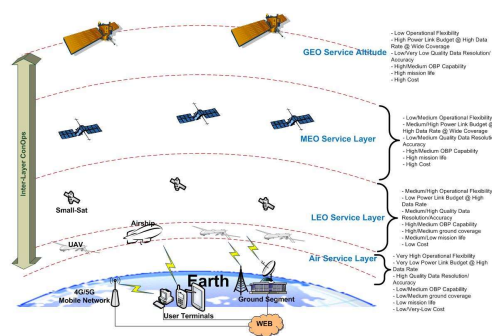 - Low Operational Flexibility
- High Power Link Budget @ High Data
Rate @ Wide Coverage
- Low/Very Low Quality Data Resolution/
Accuracy
- High/Medium OBP Capability
- High mission life
- High Cost
GEO Service Altitude
Inter-Layer ConOps
MEO Service Layer
- Low/Medium Operational Flexibility
- Medium/High Power Link Budget @
High Data Rate @ Wide Coverage
- Low/Medium Quality Data Resolution/
Accuracy
- High/Medium OBP Capability
- High mission life
- High Cost
Small-Sat
LEO Service Layer
- Medium/High Operational Flexibility
- Low Power Link Budget @ High
Data Rate
- Medium/High Quality Data
Resolution/Accuracy
- High/Medium OBP Capability
- High/Medium ground coverage
- Medium/Low mission life
- Low Cost
Airship
UAV
Air Service Layer
- Very High Operational Flexibility
- Very Low Power Link Budget @ High
Data Rate
- High Quality Data Resolution/
Accuracy
- Low/Medium OBP Capability
- Low/Medium ground coverage
- Low mission life
- Low/Very-Low Cost
Earth
4G/5G
Mobile Network
User Terminals
Ground Segment
WEB